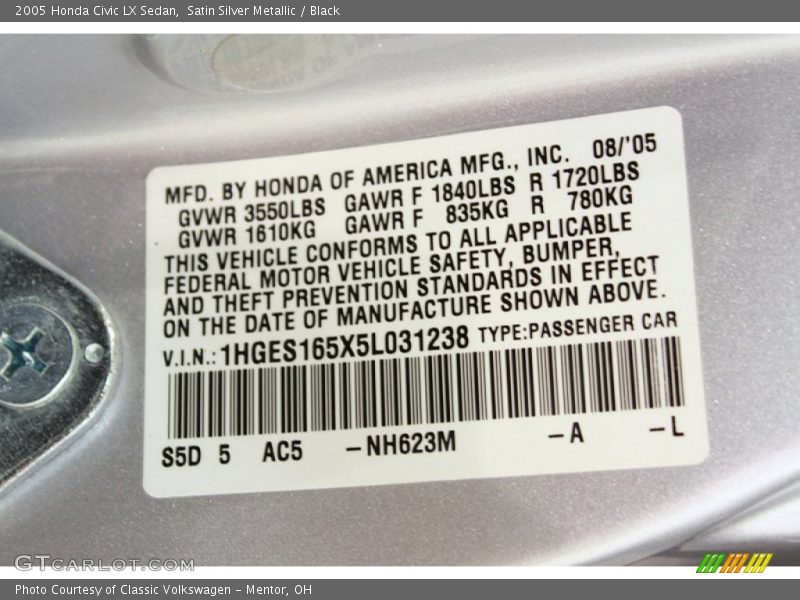 2005 Honda Civic LX Sedan,  Satin Silver Metallic / Black
MFD. BY HONDA OF AMERICA MFG., INC. 08/'05
GVWR 3550LBS GAWR F 1840LBS R 1720LBS
GVWR 1610KG GAWR F 835KG R 780KG
THIS VEHICLE CONFORMS TO ALL APPLICABLE
FEDERAL MOTOR VEHICLE SAFETY, BUMPER,
AND THEFT PREVENTION STANDARDS IN EFFECT
ON THE DATE OF MANUFACTURE SHOWN ABOVE.
V.I.N.: 1HGES165X5L031238 TYPE:PASSENGER CAR
S5D 5 AC5 –NH623M –A –L
GTCARLOT.COM
Photo Courtesy of Classic Volkswagen – Mentor, OH